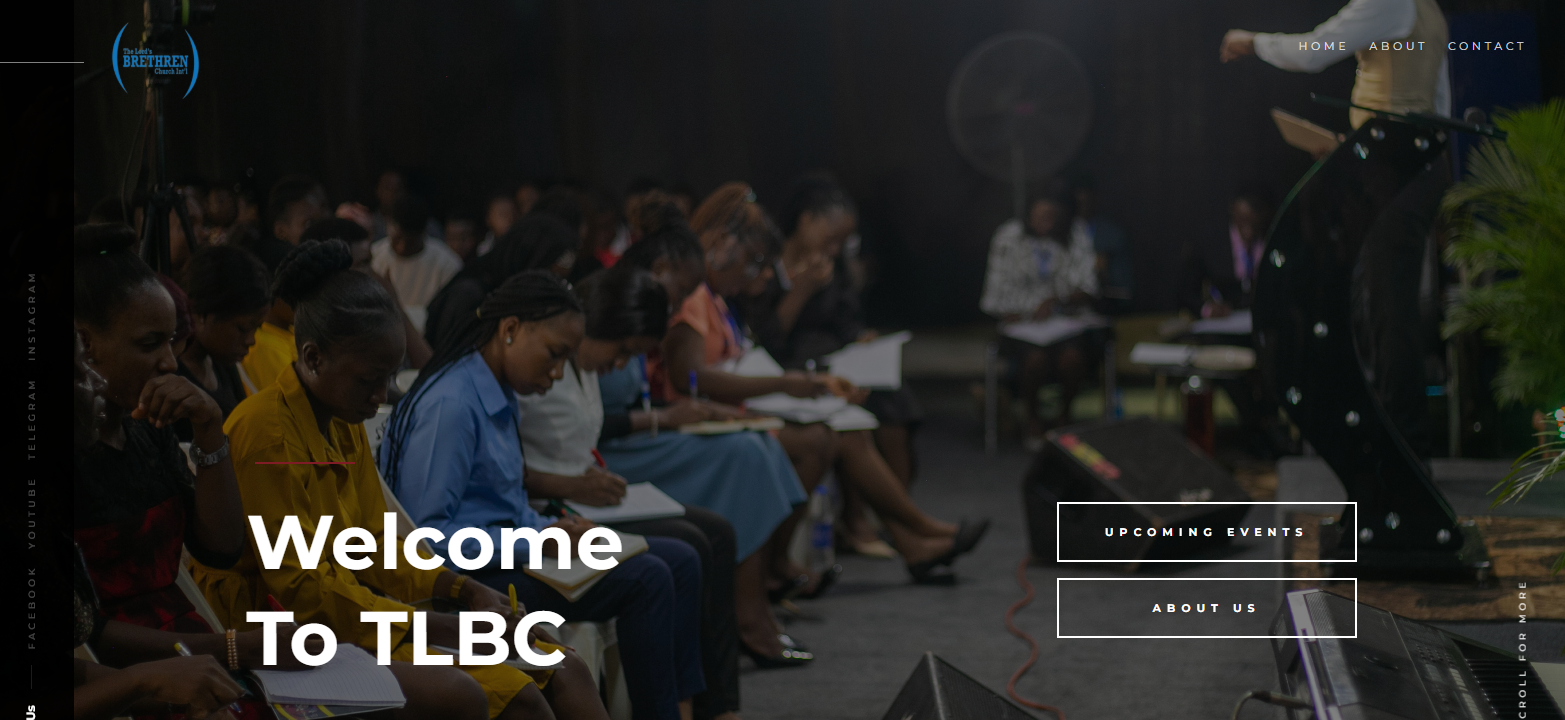 The Lord's
BRETHREN
Church Int'l
HOME ABOUT CONTACT
INSTAGRAM
TELEGRAM
YOUTUBE
FACEBOOK
Us
Welcome
To TLBC
UPCOMING EVENTS
ABOUT US
SCROLL FOR MORE